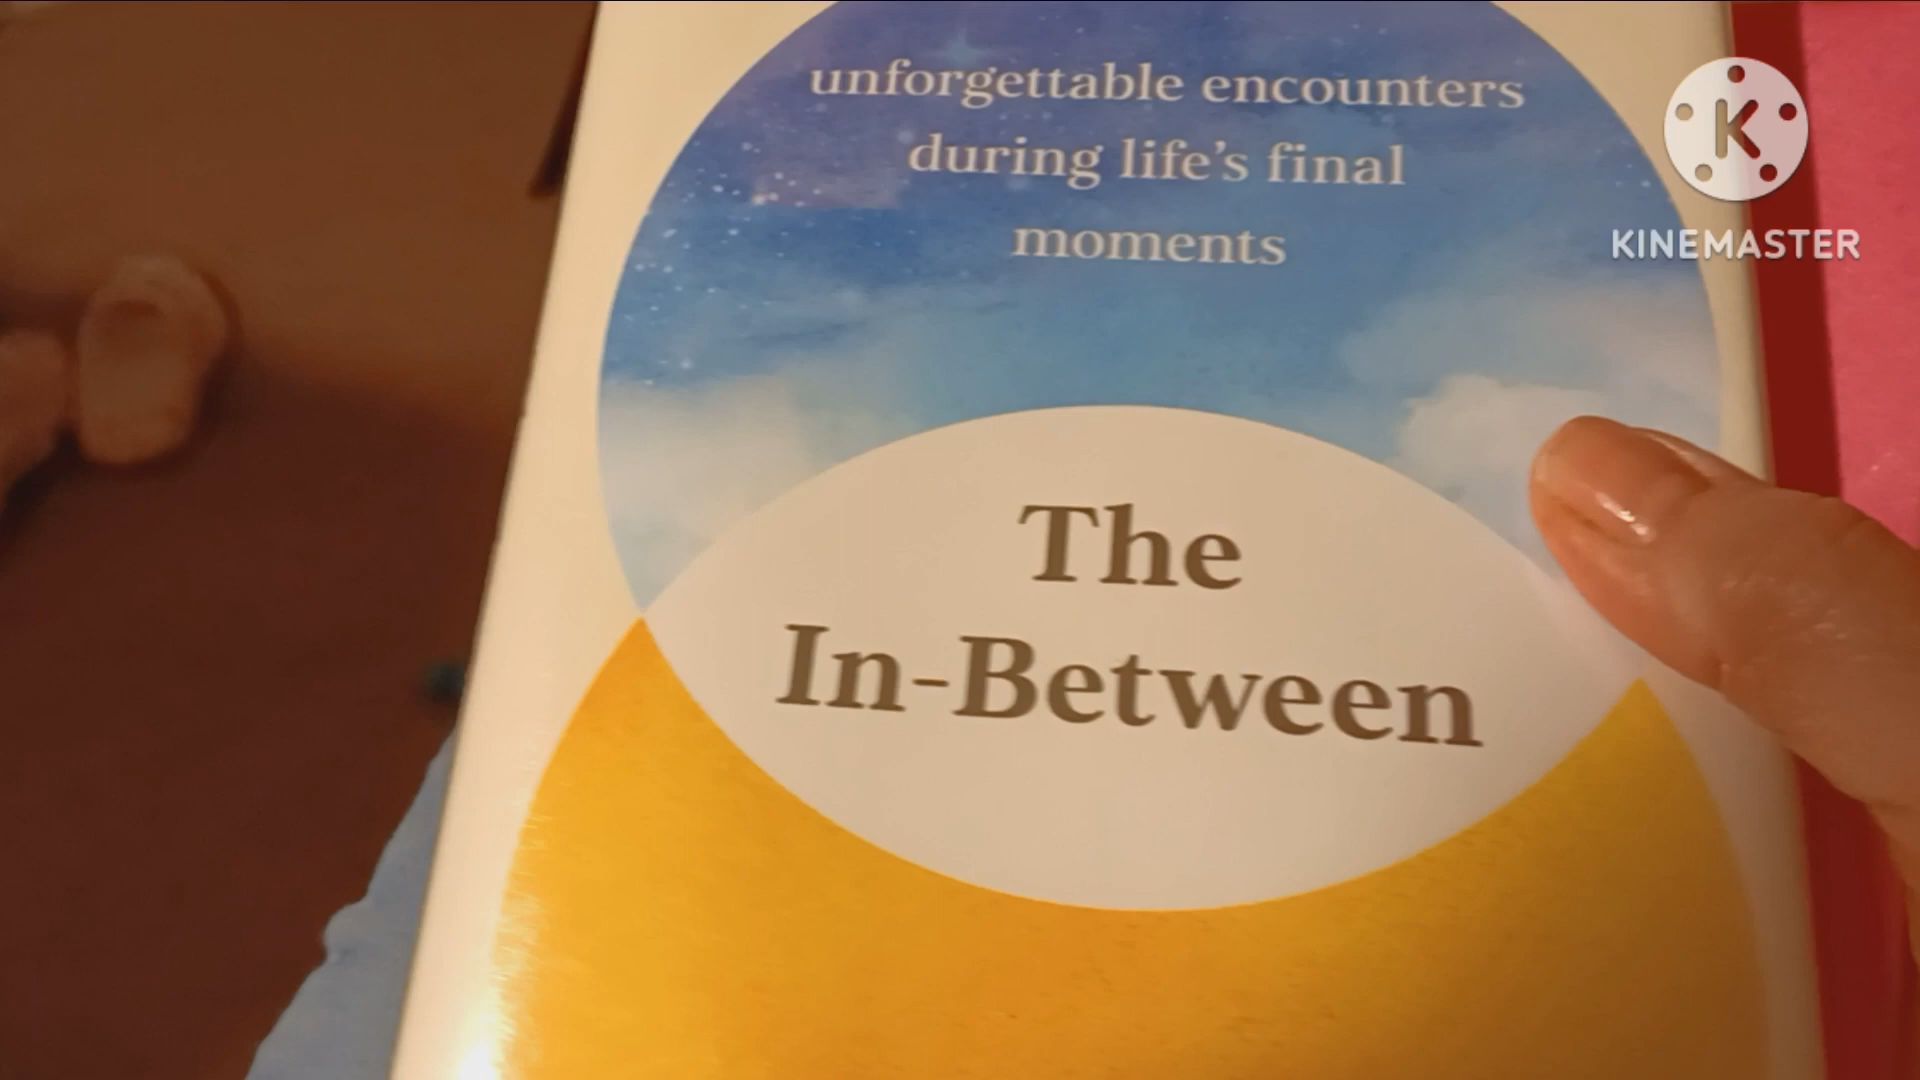 unforgettable encounters
during life's final
moments
The
In-Between
K
KINEMASTER